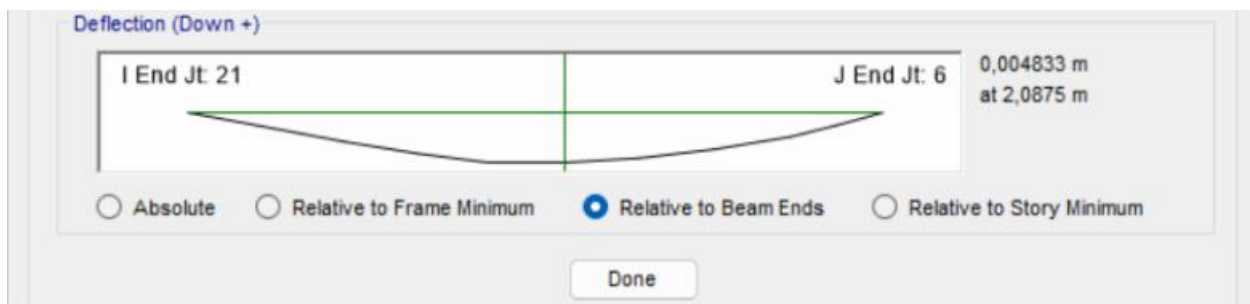 Deflection (Down +)
I End Jt: 21
J End Jt: 6
0,004833 m
at 2,0875 m
Absolute
Relative to Frame Minimum
Relative to Beam Ends
Relative to Story Minimum
Done